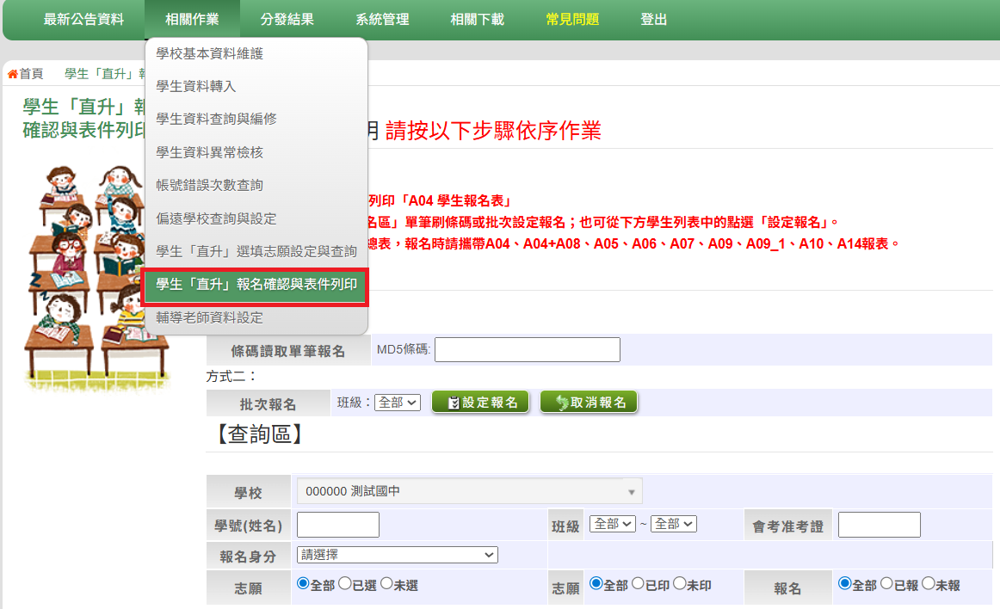 最新公告資料 相關作業 分發結果 系統管理 相關下載 常見問題 登出
學校基本資料維護
學生資料轉入
學生資料查詢與編修
學生資料異常檢核
帳號錯誤次數查詢
偏遠學校查詢與設定
學生「直升」選填志願設定與查詢
學生「直升」報名確認與表件列印
輔導老師資料設定
首頁 學生「直升」
學生「直升」報
確認與表件列印
請按以下步驟依序作業
列印「A04 學生報名表」
名區」單筆刷條碼或批次設定報名；也可從下方學生列表中的點選「設定報名」。
總表，報名時請攜帶A04、A04+A08、A05、A06、A07、A09、A09_1、A10、A14報表。
條碼讀取單筆報名 MD5條碼:
方式二：
批次報名 班級： 全部 設定報名 取消報名
【查詢區】
學校 000000 測試國中
學號(姓名) 班級 全部 ~ 全部 會考准考證
報名身分 請選擇
志願 全部 已選 未選 志願 全部 已印 未印 報名 全部 已報 未報